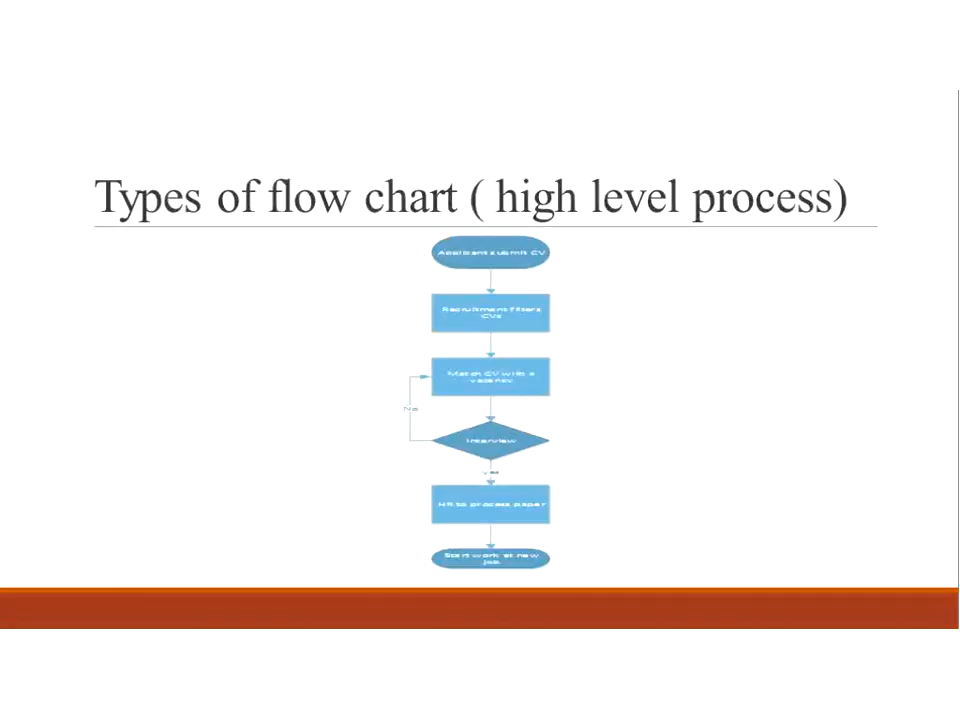 Types of flow chart ( high level process)
Applicant submit CV
Recruitment filters
CVs
Match CV with a
vacancy
No
Interview
Yes
HR to process paper
Start work at new
job